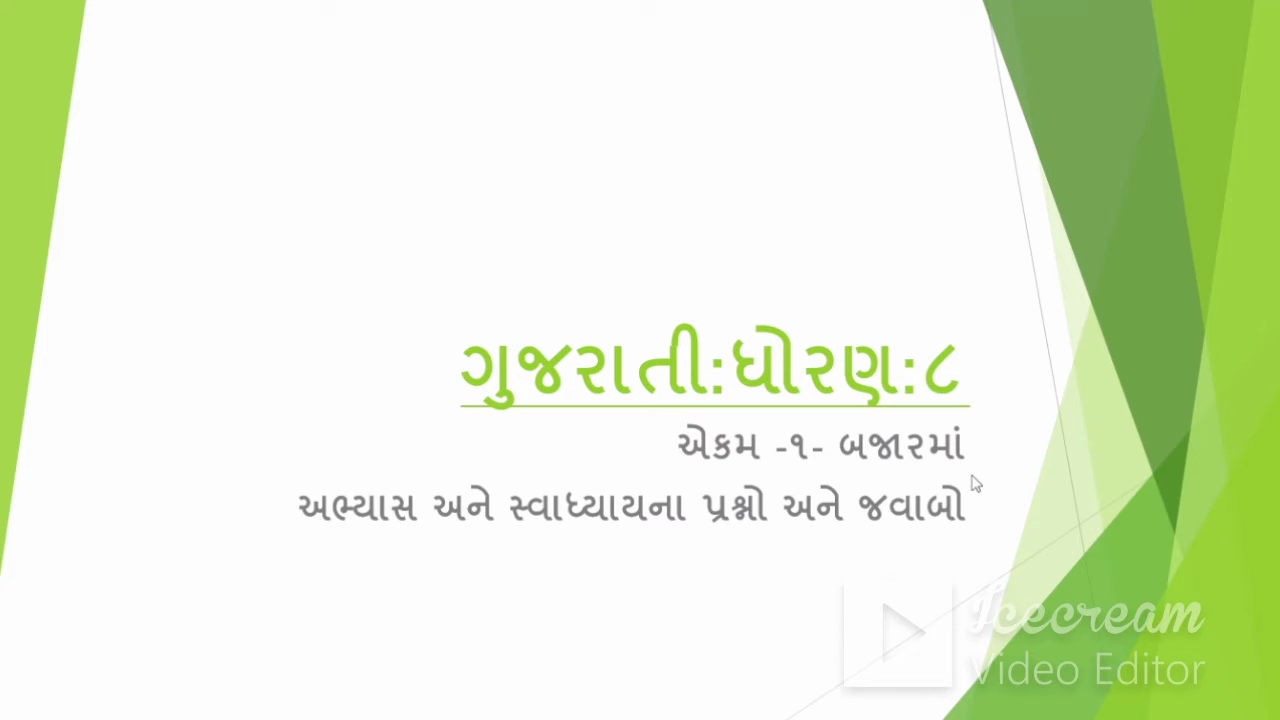 ગુજરાતી:ધોરણ:૮
એકમ -૧- બજારમાં
અભ્યાસ અને સ્વાધ્યાયના પ્રશ્નો અને જવાબો
Icecream
Video Editor